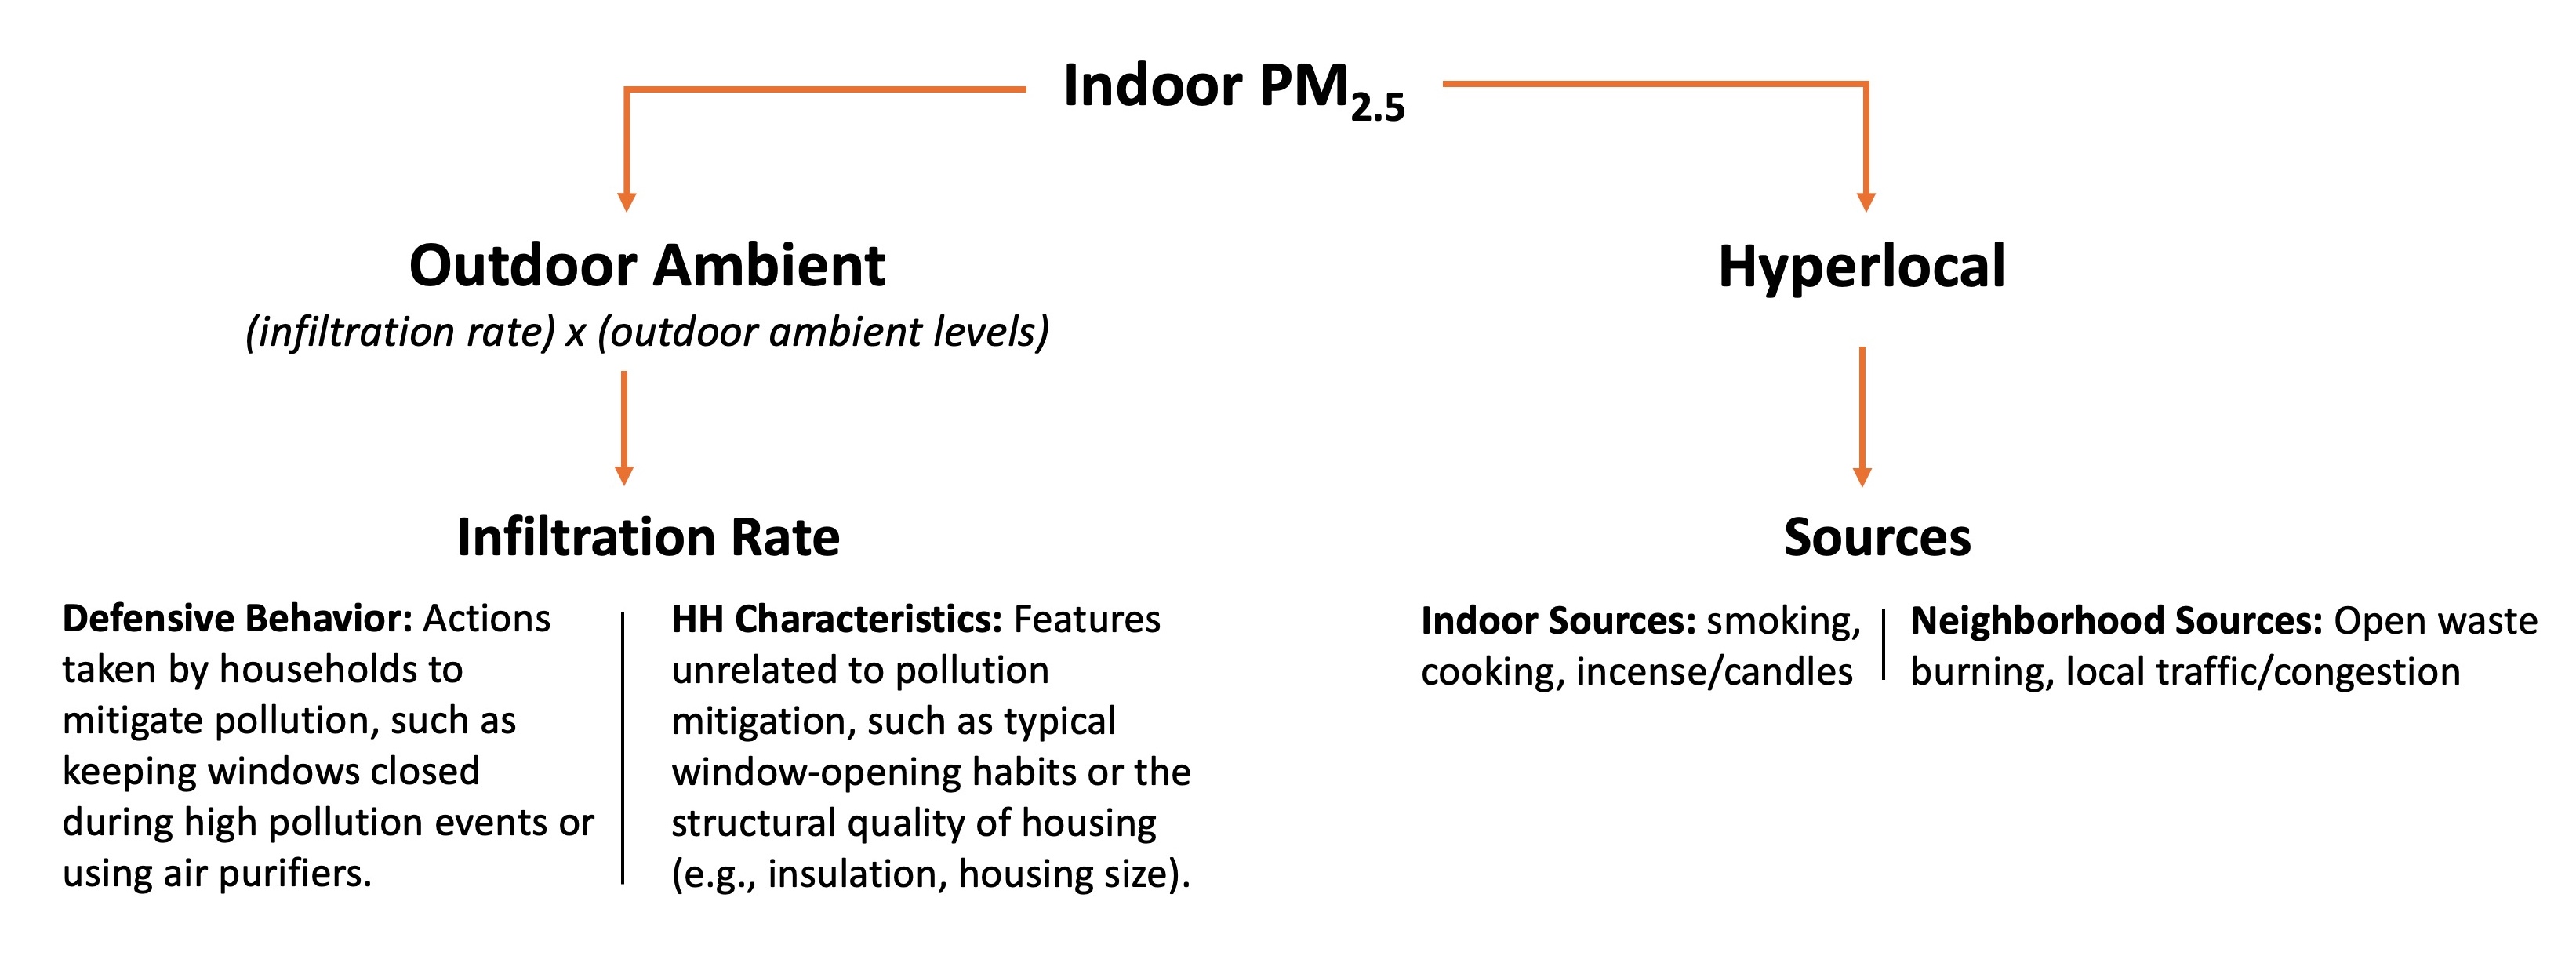 Indoor PM2.5
Outdoor Ambient
(infiltration rate) x (outdoor ambient levels)
Hyperlocal
Infiltration Rate
Defensive Behavior: Actions
taken by households to
mitigate pollution, such as
keeping windows closed
during high pollution events or
using air purifiers.
HH Characteristics: Features
unrelated to pollution
mitigation, such as typical
window-opening habits or the
structural quality of housing
(e.g., insulation, housing size).
Sources
Indoor Sources: smoking,
cooking, incense/candles
Neighborhood Sources: Open waste
burning, local traffic/congestion